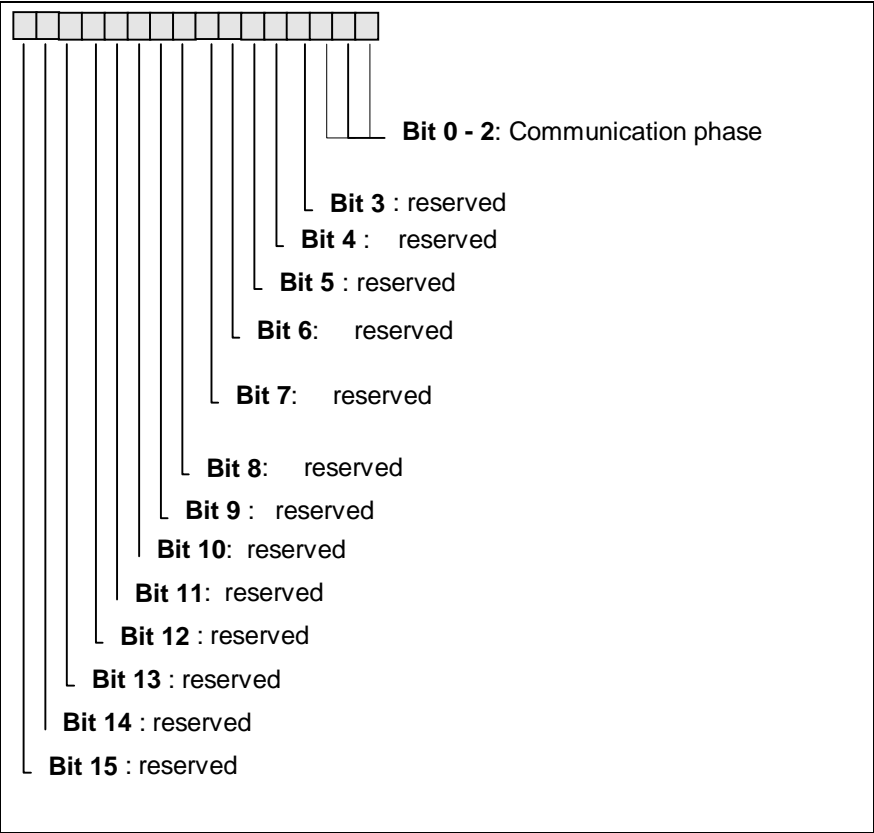 Bit 0 - 2: Communication phase
Bit 3 : reserved
Bit 4 : reserved
Bit 5 : reserved
Bit 6: reserved
Bit 7: reserved
Bit 8: reserved
Bit 9 : reserved
Bit 10: reserved
Bit 11: reserved
Bit 12 : reserved
Bit 13 : reserved
Bit 14 : reserved
Bit 15 : reserved